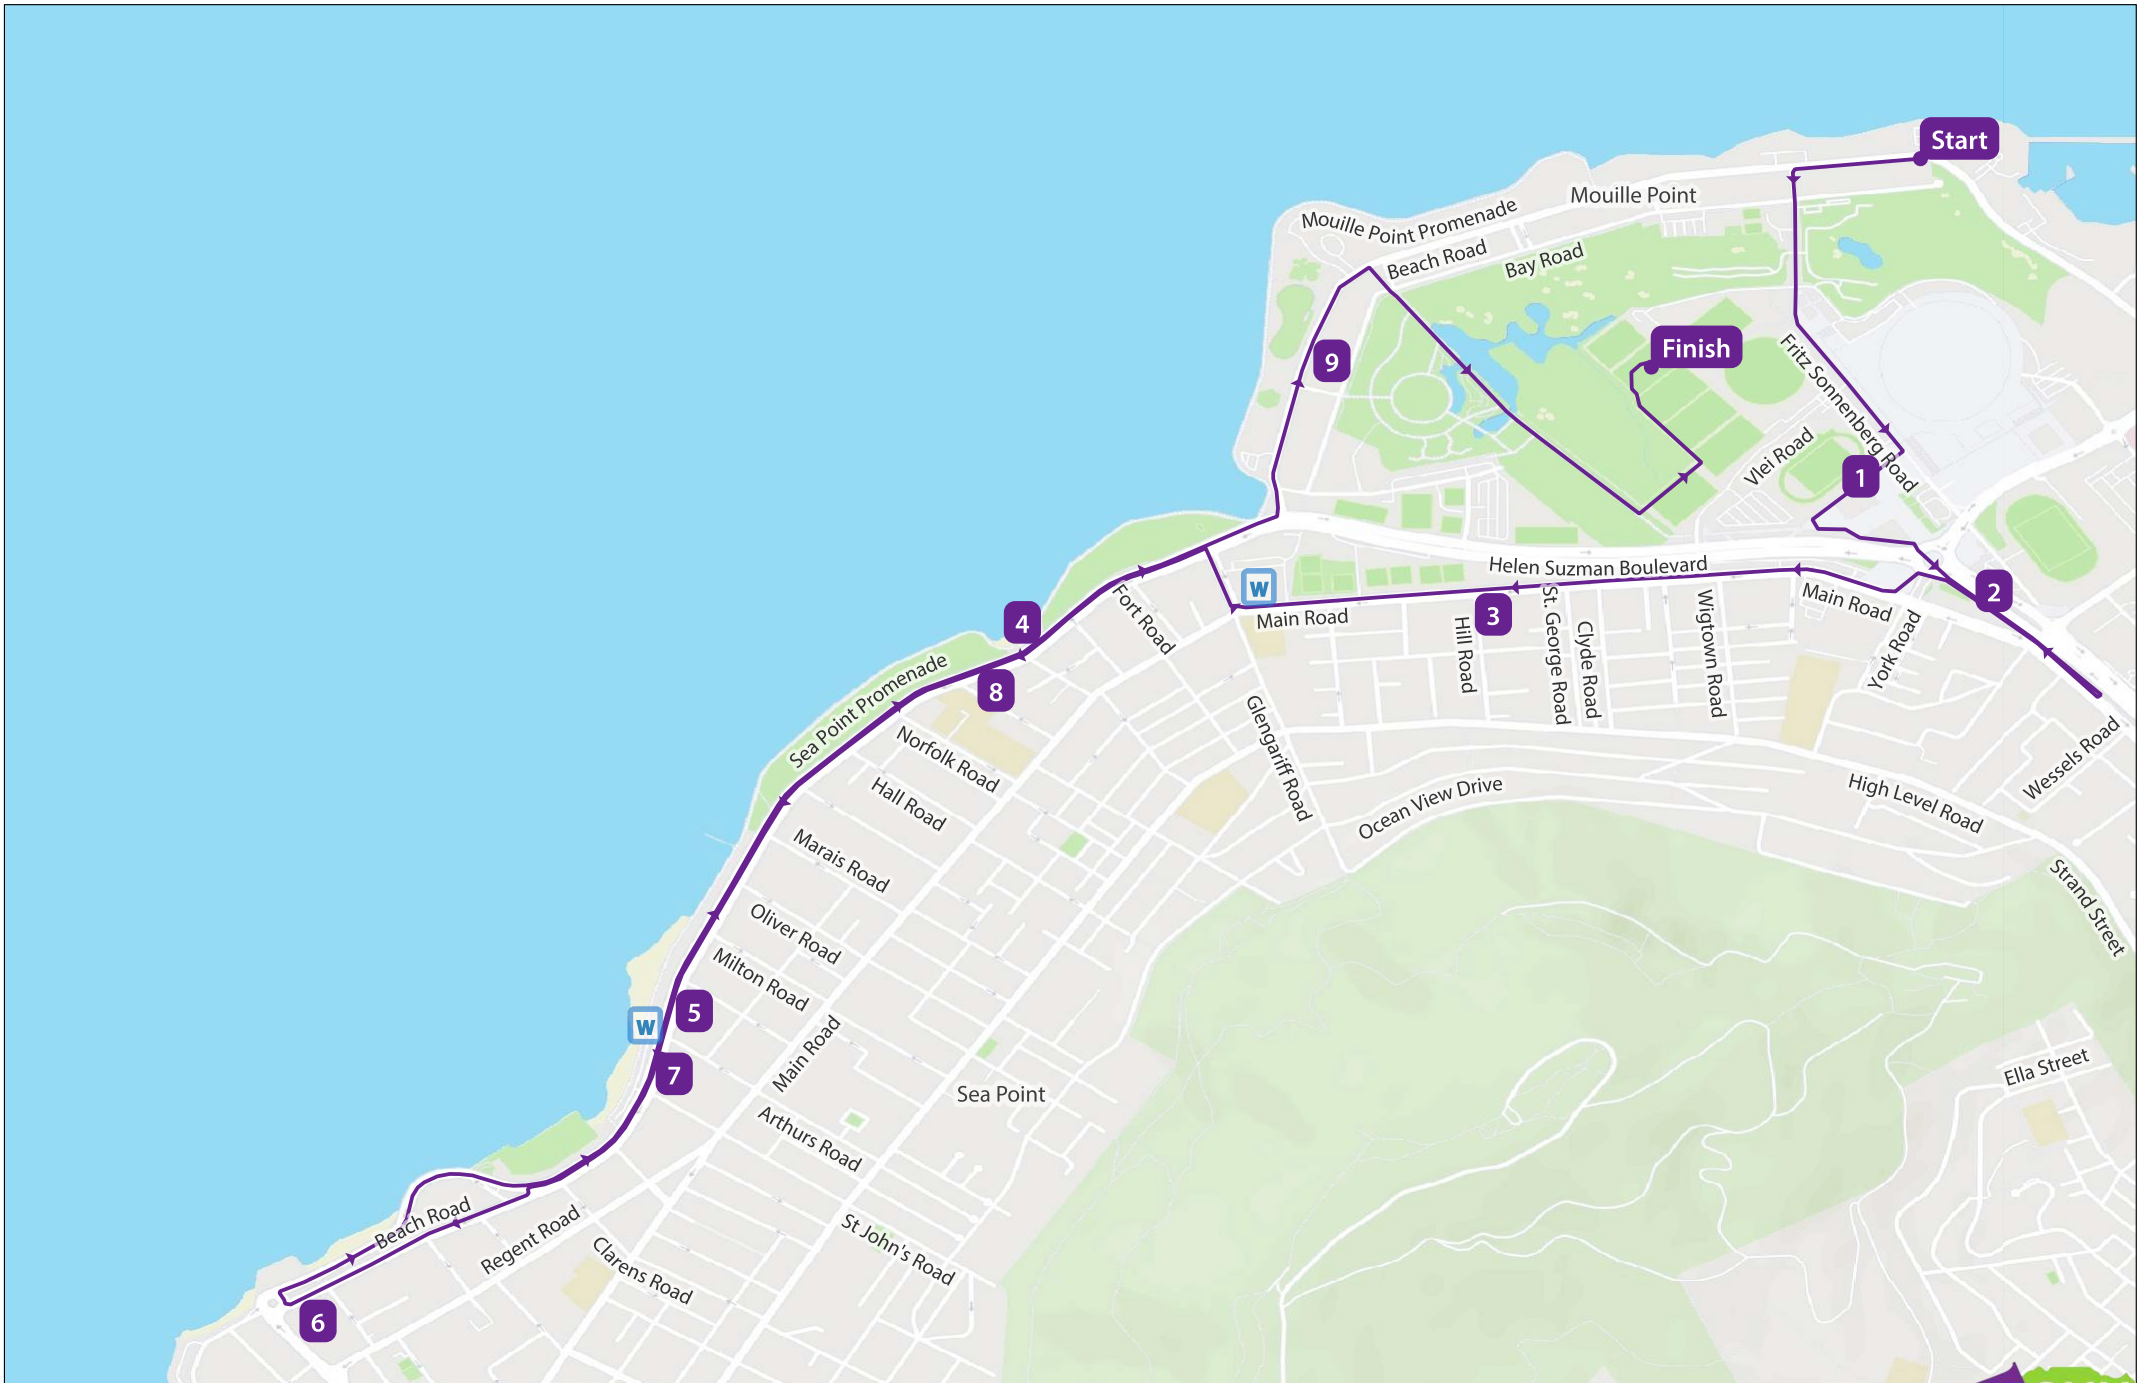 Start
Mouille Point
Mouille Point Promenade
Beach Road
Bay Road
Finish
Fritz Sonnenberg Road
9
Vlei Road
1
Helen Suzman Boulevard
W
2
Main Road
3
Main Road
Fort Road
4
Hill Road
St. George Road
Clyde Road
Wigtown Road
York Road
Sea Point Promenade
8
Glengariff Road
Wessels Road
Norfolk Road
Hall Road
Ocean View Drive
High Level Road
Marais Road
Strand Street
Oliver Road
Milton Road
5
W
7
Main Road
Sea Point
Ella Street
Arthurs Road
Beach Road
Regent Road
St John's Road
Clarens Road
6